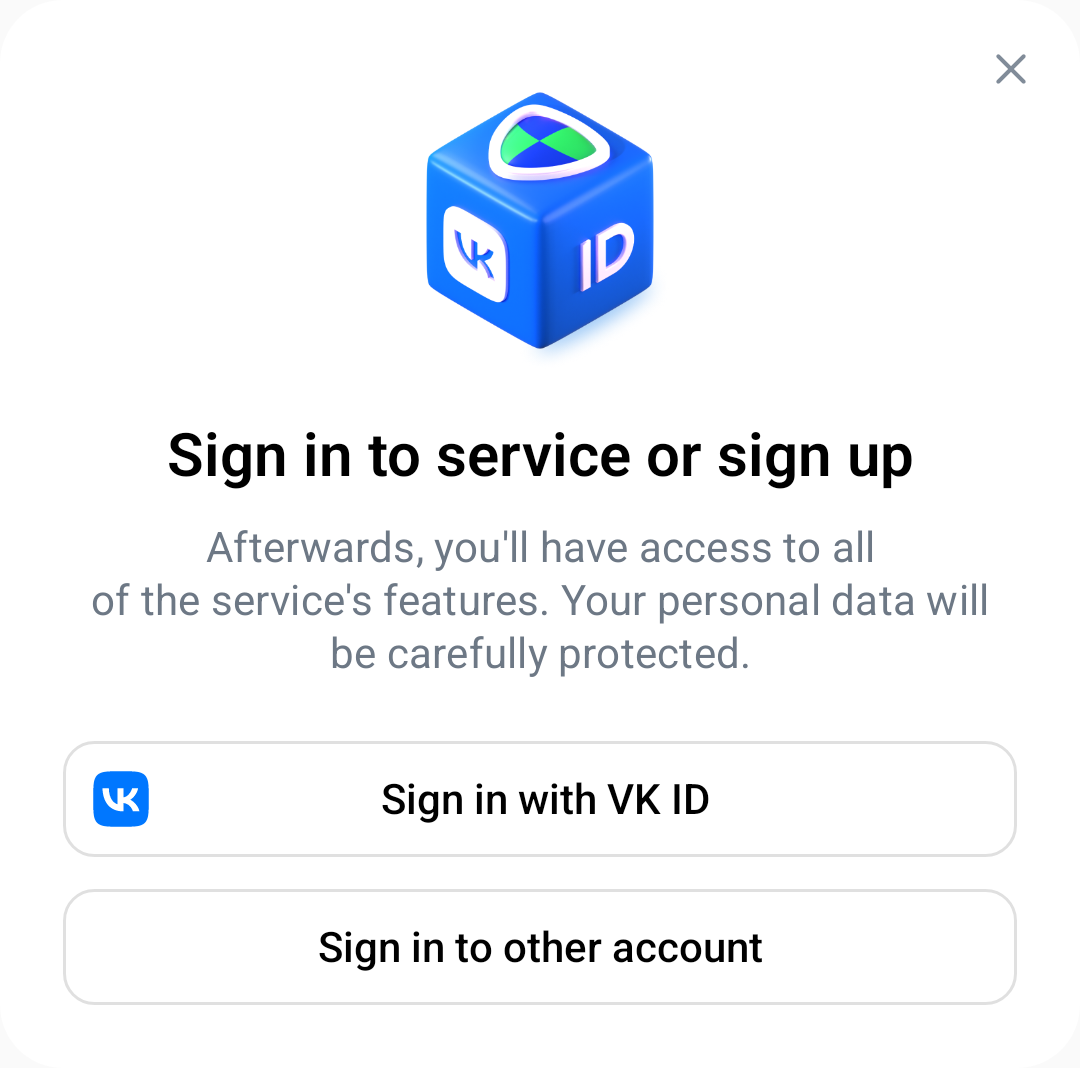 VK
ID
Sign in to service or sign up
Afterwards, you'll have access to all
of the service's features. Your personal data will
be carefully protected.
VK
Sign in with VK ID
Sign in to other account